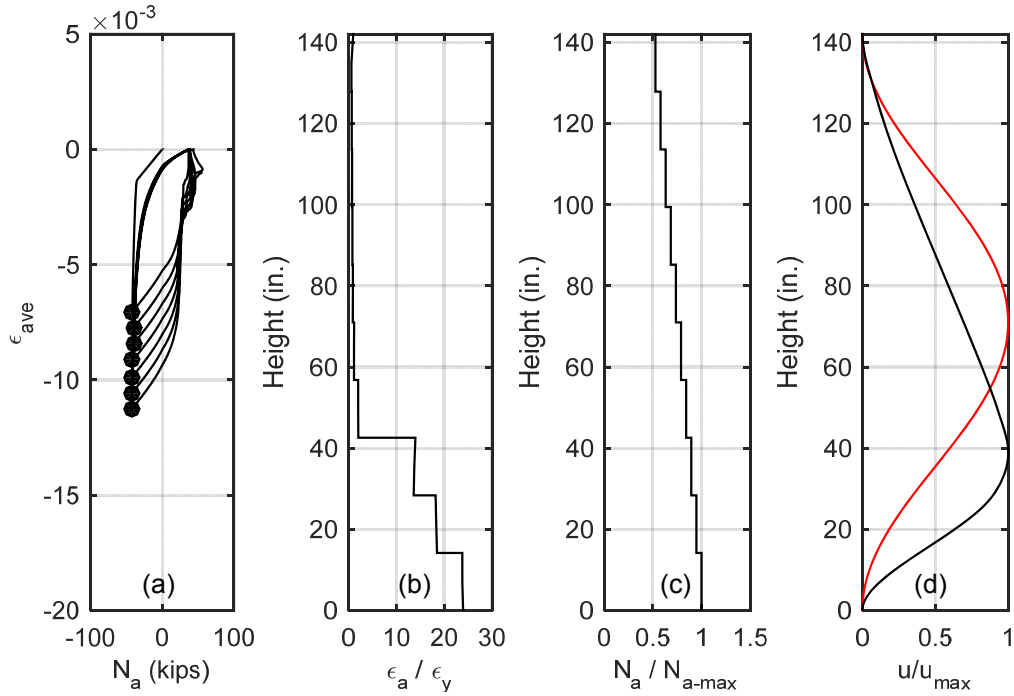 ×10⁻³
5
0
-5
-10
-15
-20
ϵave
(a)
-100 0 100
Na (kips)
140
120
100
80
60
40
20
0
Height (in.)
(b)
0 10 20 30
ϵa / ϵy
140
120
100
80
60
40
20
0
Height (in.)
(c)
0 0.5 1 1.5
Na / Na-max
140
120
100
80
60
40
20
0
Height (in.)
(d)
0 0.5 1
u/umax